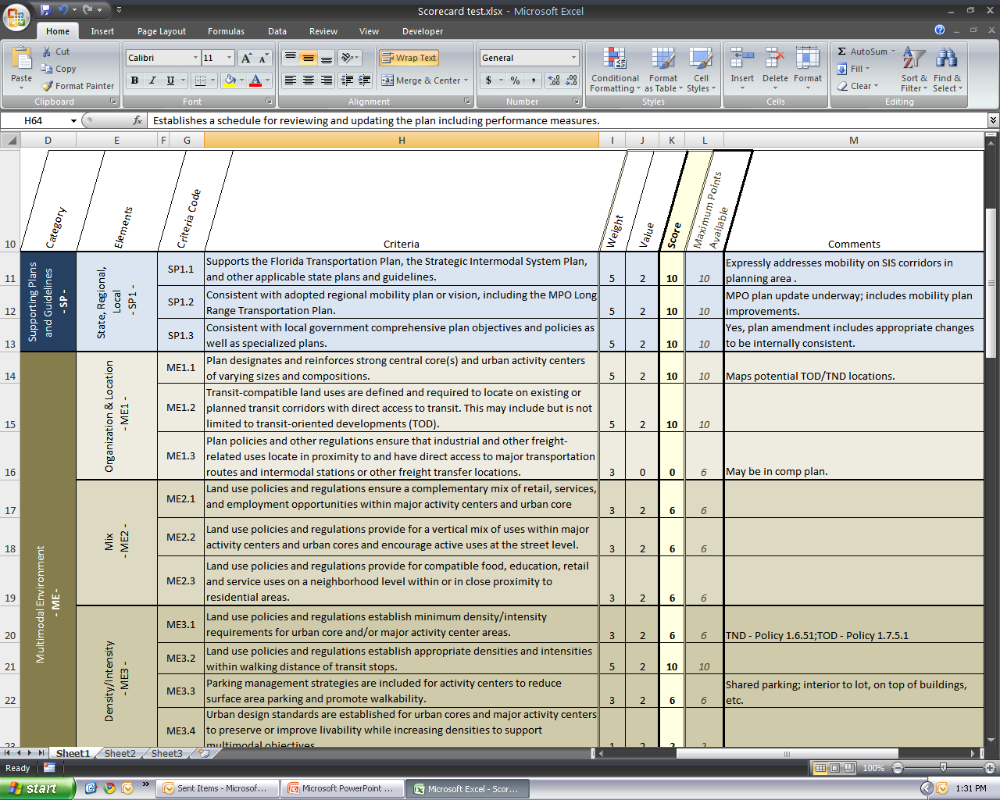 Scorecard test.xlsx - Microsoft Excel
Home Insert Page Layout Formulas Data Review View Developer
Paste
Cut
Copy
Format Painter
Clipboard
Calibri 11
B I U
Font
Wrap Text
Merge & Center
Alignment
General
$ % ,
Number
Conditional Formatting
Format as Table
Cell Styles
Styles
Insert Delete Format
Cells
Σ AutoSum
Fill
Clear
Sort & Filter
Find & Select
Editing
H64 fx Establishes a schedule for reviewing and updating the plan including performance measures.
D E F G H I J K L M
10 Category Elements Criteria Code Criteria Weight Value Score Maximum Points Available Comments
Supporting Plans
and Guidelines
- SP -
State, Regional,
Local
- SP1 -
11 SP1.1 Supports the Florida Transportation Plan, the Strategic Intermodal System Plan,
and other applicable state plans and guidelines. 5 2 10 10 Expressly addresses mobility on SIS corridors in
planning area .
12 SP1.2 Consistent with adopted regional mobility plan or vision, including the MPO Long
Range Transportation Plan. 5 2 10 10 MPO plan update underway; includes mobility plan
improvements.
13 SP1.3 Consistent with local government comprehensive plan objectives and policies as
well as specialized plans. 5 2 10 10 Yes, plan amendment includes appropriate changes
to be internally consistent.
Multimodal Environment
- ME -
Organization & Location
- ME1 -
14 ME1.1 Plan designates and reinforces strong central core(s) and urban activity centers
of varying sizes and compositions. 5 2 10 10 Maps potential TOD/TND locations.
15 ME1.2 Transit-compatible land uses are defined and required to locate on existing or
planned transit corridors with direct access to transit. This may include but is not
limited to transit-oriented developments (TOD). 5 2 10 10
16 ME1.3 Plan policies and other regulations ensure that industrial and other freight-
related uses locate in proximity to and have direct access to major transportation
routes and intermodal stations or other freight transfer locations. 3 0 0 6 May be in comp plan.
Mix
- ME2 -
17 ME2.1 Land use policies and regulations ensure a complementary mix of retail, services,
and employment opportunities within major activity centers and urban core 3 2 6 6
18 ME2.2 Land use policies and regulations provide for a vertical mix of uses within major
activity centers and urban cores and encourage active uses at the street level. 3 2 6 6
19 ME2.3 Land use policies and regulations provide for compatible food, education, retail
and service uses on a neighborhood level within or in close proximity to
residential areas. 3 2 6 6
Density/Intensity
- ME3 -
20 ME3.1 Land use policies and regulations establish minimum density/intensity
requirements for urban core and/or major activity center areas. 3 2 6 6 TND - Policy 1.6.51;TOD - Policy 1.7.5.1
21 ME3.2 Land use policies and regulations establish appropriate densities and intensities
within walking distance of transit stops. 5 2 10 10
22 ME3.3 Parking management strategies are included for activity centers to reduce
surface area parking and promote walkability. 3 2 6 6 Shared parking; interior to lot, on top of buildings,
etc.
23 ME3.4 Urban design standards are established for urban cores and major activity centers
to preserve or improve livability while increasing densities to support
multimodal objectives. 1 2 2 2
Sheet1 Sheet2 Sheet3
Ready 100%
start Sent Items - Microsof... Microsoft PowerPoint ... Microsoft Excel - Scor... 1:31 PM